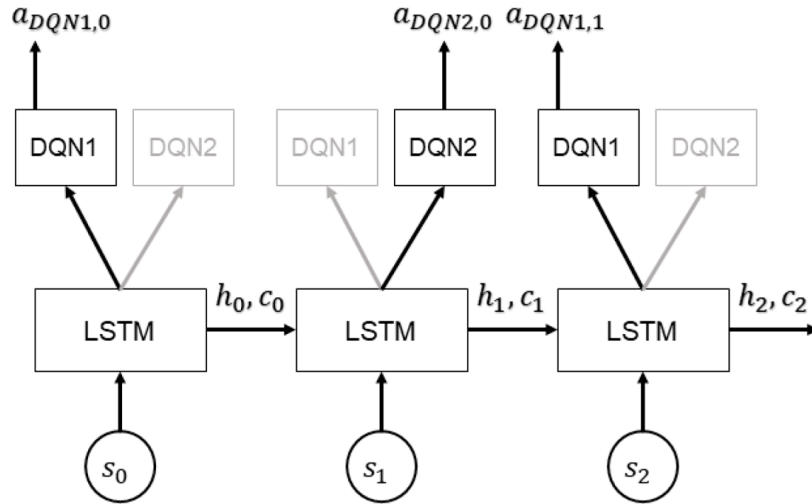 a_{DQN1,0} a_{DQN2,0} a_{DQN1,1}
DQN1 DQN2 DQN1 DQN2 DQN1 DQN2
h_0, c_0 h_1, c_1 h_2, c_2
LSTM LSTM LSTM
s_0 s_1 s_2